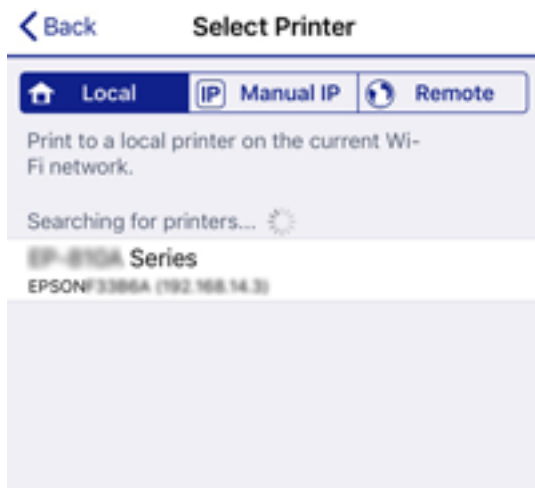 Back Select Printer
Local IP Manual IP Remote
Print to a local printer on the current Wi-
Fi network.
Searching for printers...
Series
EPSON